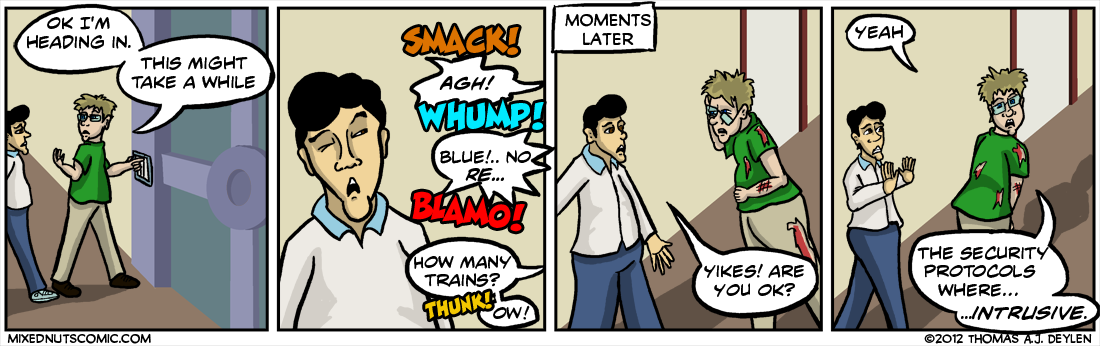 OK I'M
HEADING IN.
THIS MIGHT
TAKE A WHILE
SMACK!
AGH!
WHUMP!
BLUE!.. NO
RE...
BLAMO!
HOW MANY
TRAINS?
THUNK!
OW!
MOMENTS
LATER
YIKES! ARE
YOU OK?
YEAH
THE SECURITY
PROTOCOLS
WHERE...
...INTRUSIVE.
MIXEDNUTSCOMIC.COM
©2012 THOMAS A.J. DEYLEN